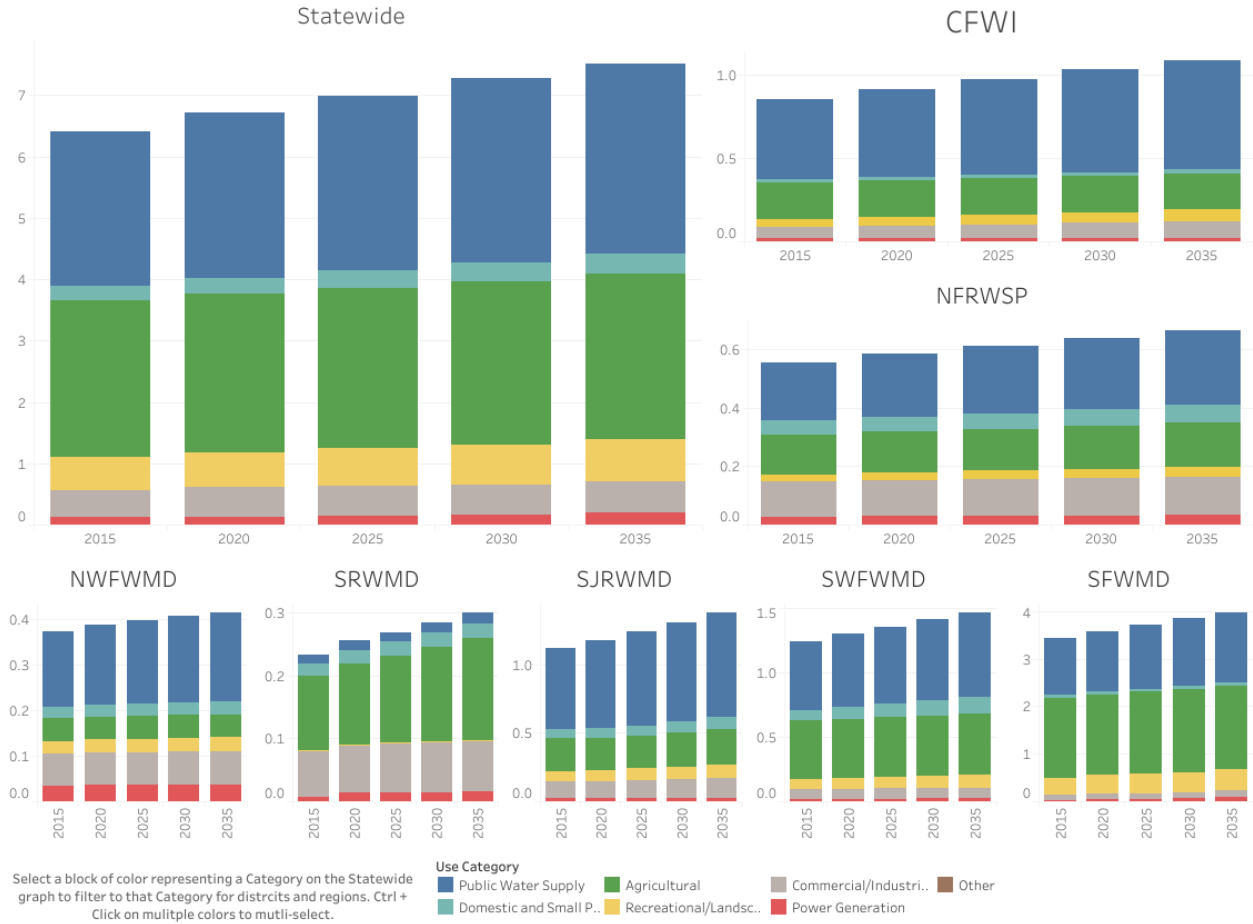 Statewide
7
6
5
4
3
2
1
0
2015 2020 2025 2030 2035
CFWI
1.0
0.5
0.0
2015 2020 2025 2030 2035
NFRWSP
0.6
0.4
0.2
0.0
2015 2020 2025 2030 2035
NWFWMD
0.4
0.3
0.2
0.1
0.0
2015 2020 2025 2030 2035
SRWMD
0.3
0.2
0.1
0.0
2015 2020 2025 2030 2035
SJRWMD
1.0
0.5
0.0
2015 2020 2025 2030 2035
SWFWMD
1.5
1.0
0.5
0.0
2015 2020 2025 2030 2035
SFWMD
4
3
2
1
0
2015 2020 2025 2030 2035
Select a block of color representing a Category on the Statewide
graph to filter to that Category for distrcits and regions. Ctrl +
Click on mulitple colors to mutli-select.
Use Category
Public Water Supply Agricultural Commercial/Industri.. Other
Domestic and Small P.. Recreational/Landsc.. Power Generation